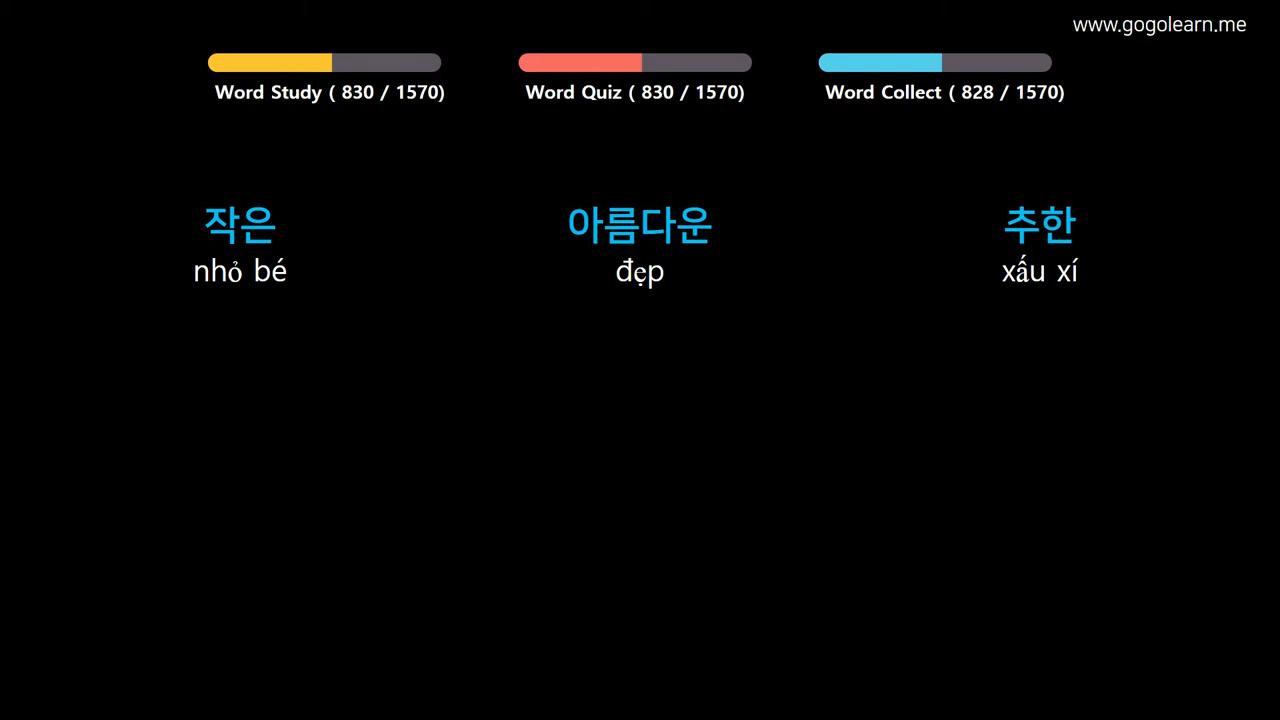 www.gogolearn.me
Word Study ( 830 / 1570)
Word Quiz ( 830 / 1570)
Word Collect ( 828 / 1570)
작은
아름다운
추한
nhỏ bé
đẹp
xấu xí